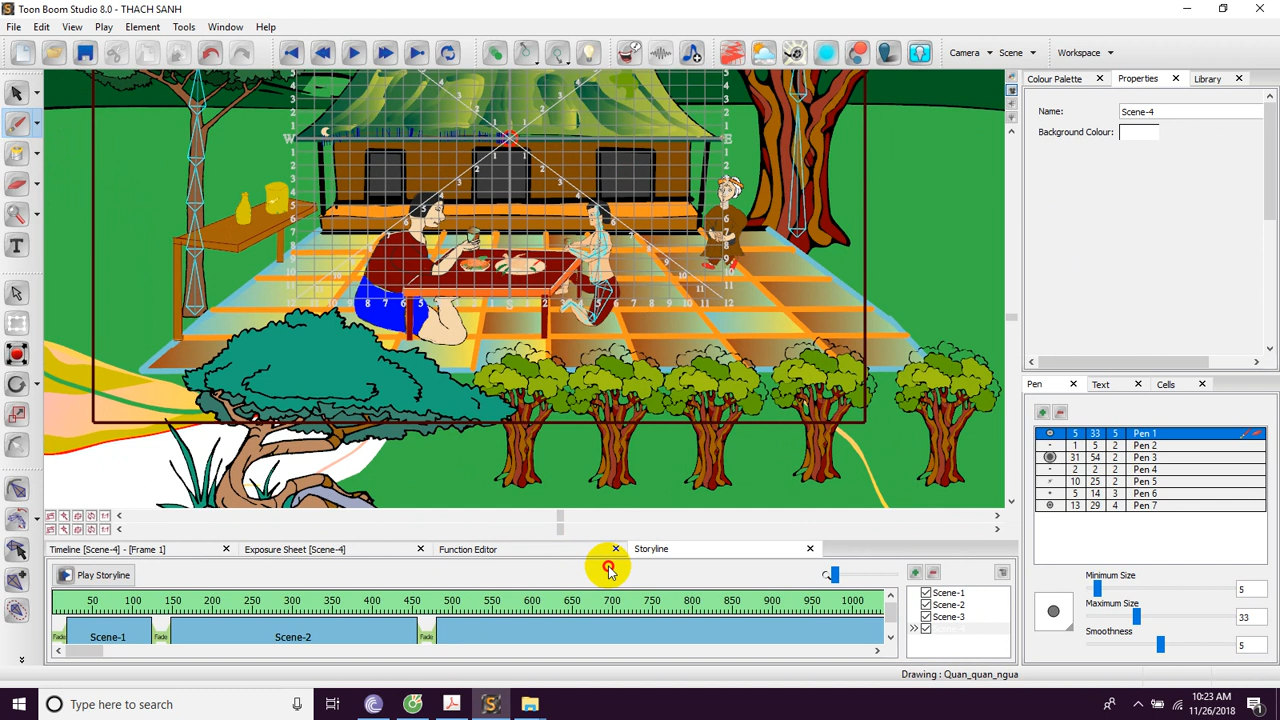 Toon Boom Studio 8.0 - THACH SANH
File Edit View Play Element Tools Window Help
Camera Scene Workspace
Colour Palette Properties Library
Name: Scene-4
Background Colour:
W E
S
Pen Text Cells
5 33 5 Pen 1
1 5 2 Pen 2
31 54 2 Pen 3
2 2 2 Pen 4
10 25 2 Pen 5
5 14 3 Pen 6
13 29 4 Pen 7
Minimum Size
5
Maximum Size
33
Smoothness
5
Timeline [Scene-4] - [Frame 1] Exposure Sheet [Scene-4] Function Editor Storyline
Play Storyline
50 100 150 200 250 300 350 400 450 500 550 600 650 700 750 800 850 900 950 1000
Fade Scene-1 Fade Scene-2 Fade
Scene-1
Scene-2
Scene-3
Drawing : Quan_quan_ngua
Type here to search
10:23 AM
11/26/2018